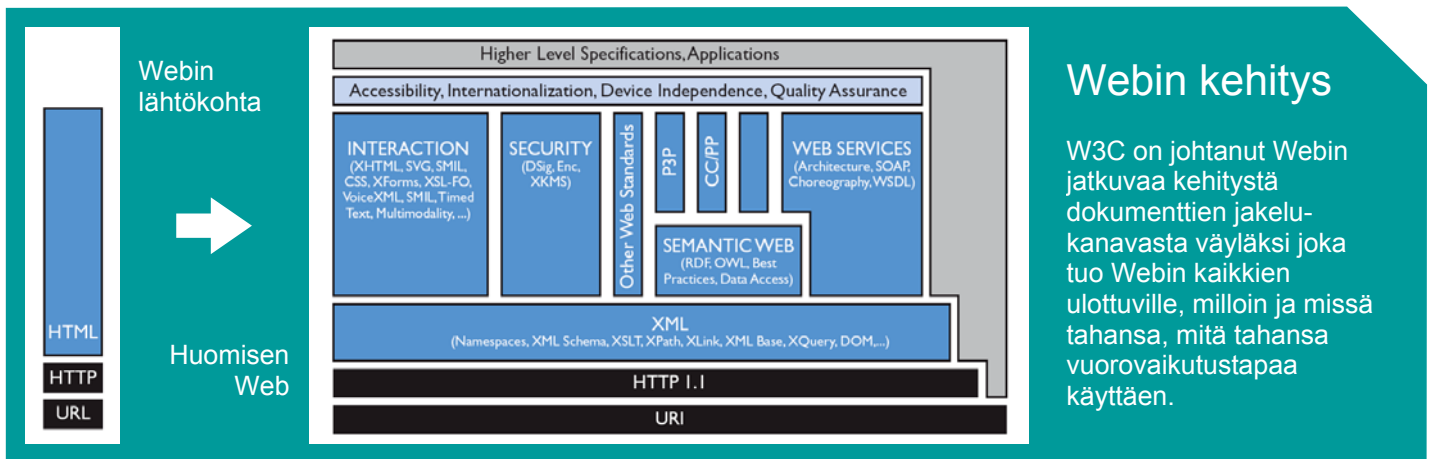 Webin
lähtökohta
HTML
HTTP
URL
Huomisen
Web
Higher Level Specifications, Applications
Accessibility, Internationalization, Device Independence, Quality Assurance
INTERACTION
(XHTML, SVG, SMIL,
CSS, XForms, XSL-FO,
VoiceXML, SMIL, Timed
Text, Multimodality, ...)
SECURITY
(DSig, Enc,
XKMS)
Other Web Standards
P3P
CC/PP
WEB SERVICES
(Architecture, SOAP,
Choreography, WSDL)
SEMANTIC WEB
(RDF, OWL, Best
Practices, Data Access)
XML
(Namespaces, XML Schema, XSLT, XPath, XLink, XML Base, XQuery, DOM,...)
HTTP 1.1
URI
Webin kehitys
W3C on johtanut Webin
jatkuvaa kehitystä
dokumenttien jakelu-
kanavasta väyläksi joka
tuo Webin kaikkien
ulottuville, milloin ja missä
tahansa, mitä tahansa
vuorovaikutustapaa
käyttäen.